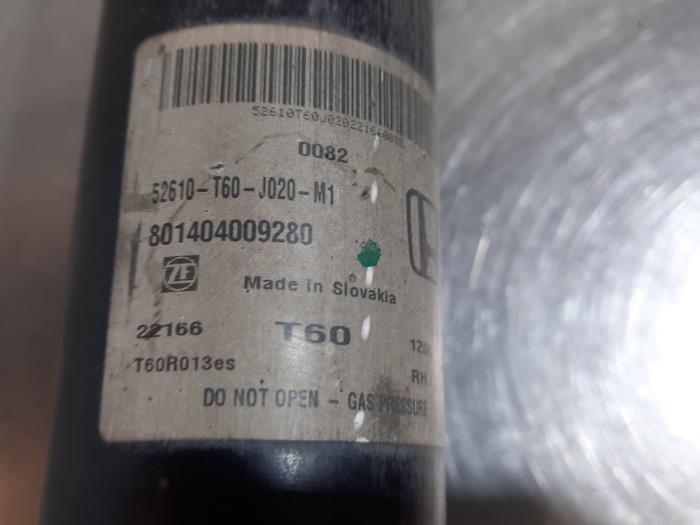 52610T60J020221660082
0082
52610-T60-J020-M1
801404009280
ZF
Made in Slovakia
22166 T60
T60R013es RH
DO NOT OPEN - GAS PRESSURE